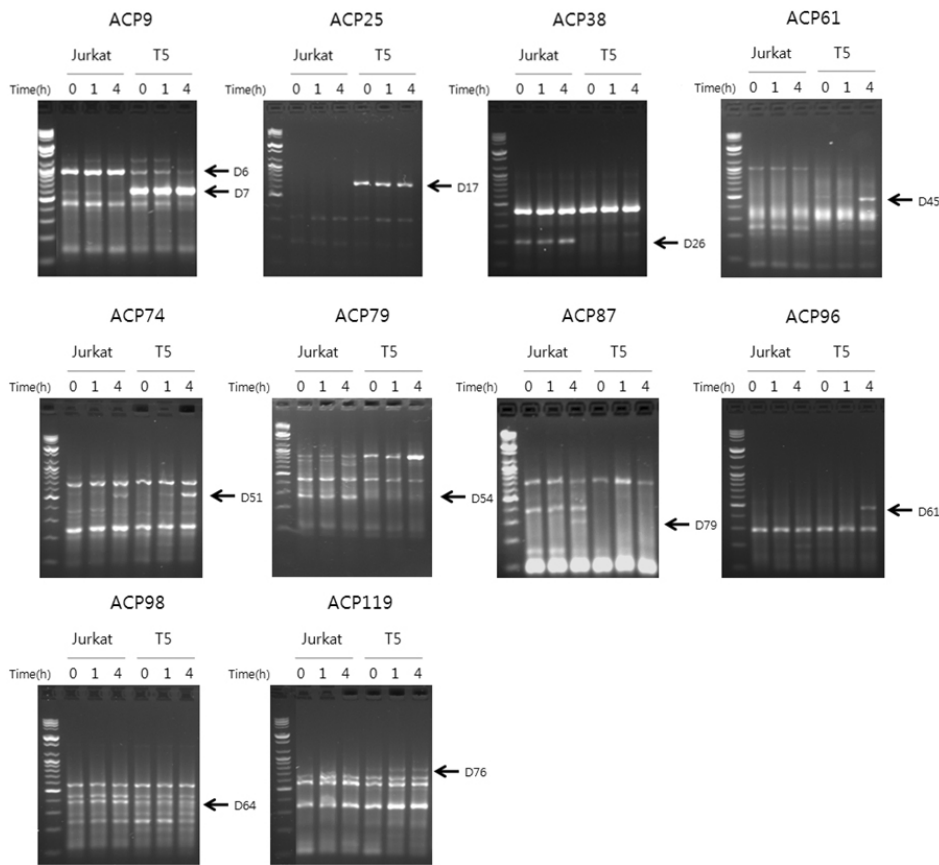 ACP9 ACP25 ACP38 ACP61
Jurkat T5 Jurkat T5 Jurkat T5 Jurkat T5
Time(h) 0 1 4 0 1 4 Time(h) 0 1 4 0 1 4 Time(h) 0 1 4 0 1 4 Time(h) 0 1 4 0 1 4
D6
D7
D17
D26
D45
ACP74 ACP79 ACP87 ACP96
Jurkat T5 Jurkat T5 Jurkat T5 Jurkat T5
Time(h) 0 1 4 0 1 4 Time(h) 0 1 4 0 1 4 Time(h) 0 1 4 0 1 4 Time(h) 0 1 4 0 1 4
D51
D54
D79
D61
ACP98 ACP119
Jurkat T5 Jurkat T5
Time(h) 0 1 4 0 1 4 Time(h) 0 1 4 0 1 4
D64
D76